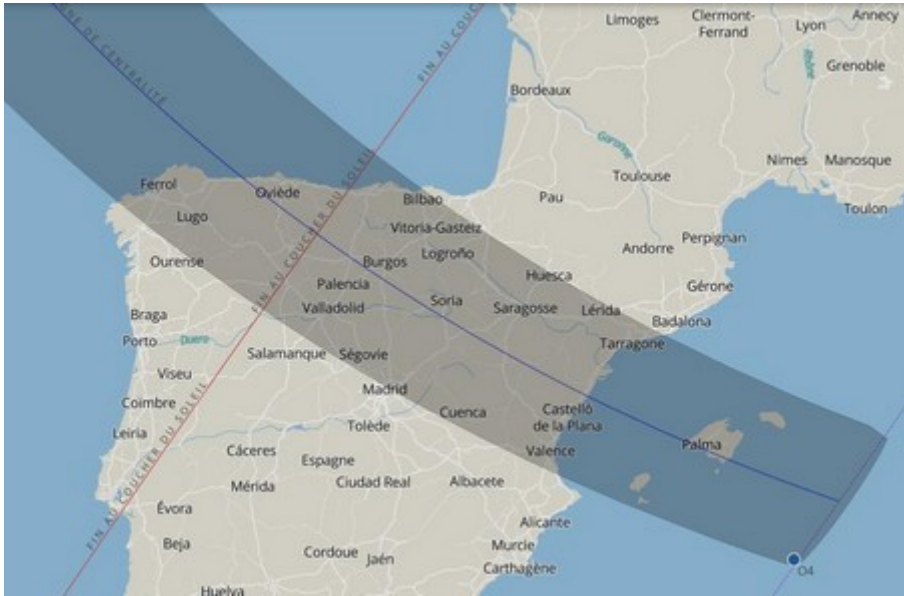 Limoges
Clermont-
Ferrand
Lyon
Annecy
Rhône
Grenoble
LIGNE DE CENTRALITÉ
FIN AU COU
Bordeaux
Garonne
Nimes
Manosque
Toulouse
Toulon
Pau
Ferrol
Oviède
Bilbao
Lugo
Vitoria-Gasteiz
FIN AU COUCHER DU SOLEIL
Perpignan
Andorre
Ourense
Burgos
Logroño
Huesca
Gérone
Palencia
Soria
Valladolid
Saragosse
Lérida
Badalona
Braga
Porto
Duero
Tarragone
Salamanque
Ségovie
Viseu
Madrid
Coimbre
Cuenca
Castelló
de la Plana
Tolède
Leiria
Palma
FIN AU COUCHER DU SOLEIL
Cáceres
Espagne
Valence
Mérida
Ciudad Real
Albacete
Évora
Alicante
Beja
Cordoue
Jaén
Murcie
Carthagène
O4
Huelva